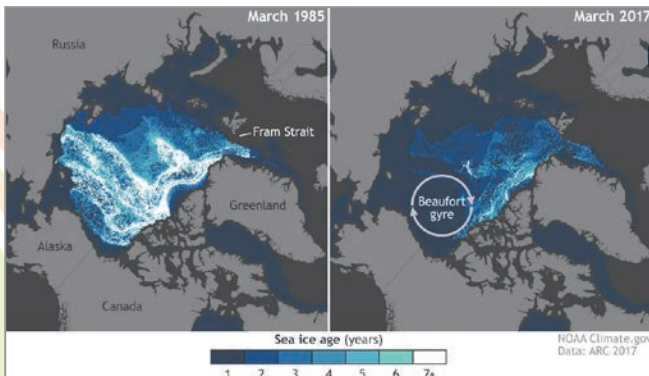 March 1985
March 2017
Russia
Fram Strait
Greenland
Beaufort
gyre
Alaska
Canada
Sea ice age (years)
1 2 3 4 5 6 7+
NOAA Climate.gov
Data: ARC 2017